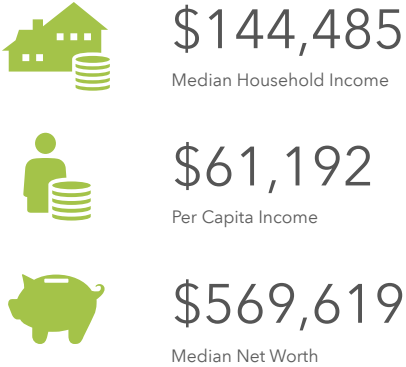 $144,485
Median Household Income
$61,192
Per Capita Income
$569,619
Median Net Worth